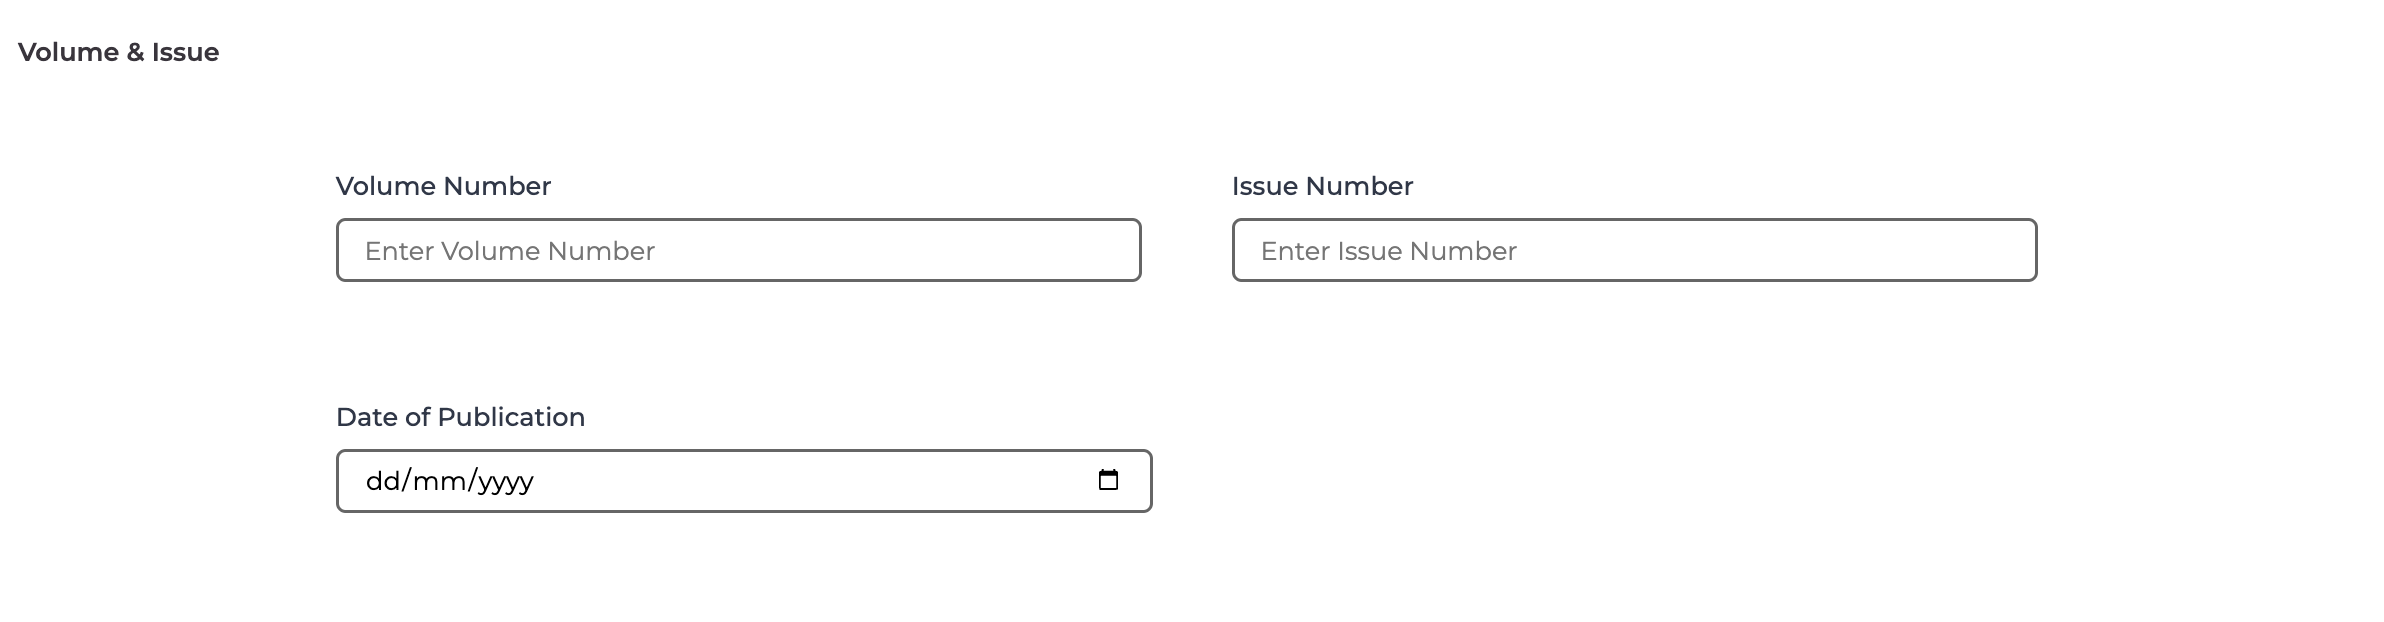 Volume & Issue
Volume Number
Issue Number
Enter Volume Number
Enter Issue Number
Date of Publication
dd/mm/yyyy